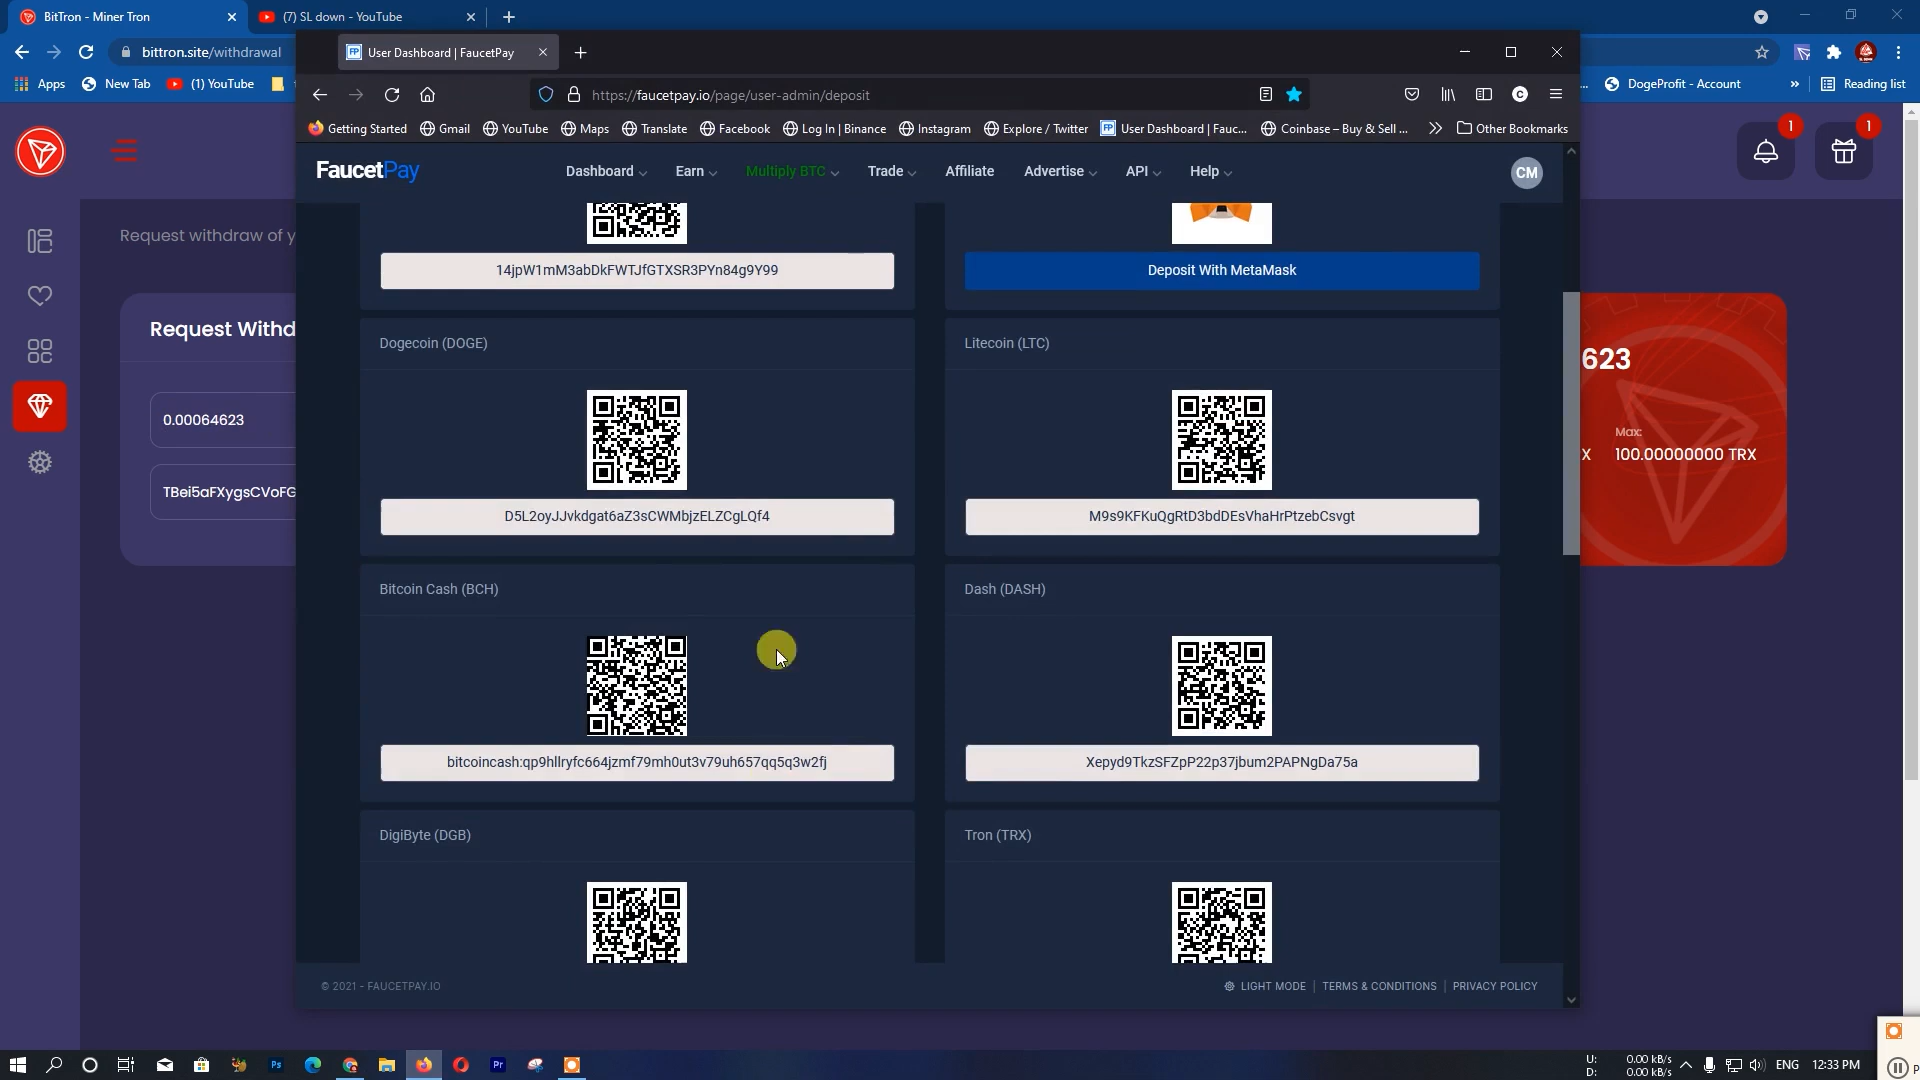 BitTron - Miner Tron
(7) SL down - YouTube
bittron.site/withdrawal
Apps
New Tab
(1) YouTube
DogeProfit - Account
Reading list
User Dashboard | FaucetPay
https://faucetpay.io/page/user-admin/deposit
Getting Started
Gmail
YouTube
Maps
Translate
Facebook
Log In | Binance
Instagram
Explore / Twitter
User Dashboard | Fauc...
Coinbase – Buy & Sell ...
Other Bookmarks
FaucetPay
Dashboard
Earn
Multiply BTC
Trade
Affiliate
Advertise
API
Help
CM
1
1
Request withdraw of y
Request Withd
0.00064623
TBei5aFXygsCVoFG
14jpW1mM3abDkFWTJfGTXSR3PYn84g9Y99
Deposit With MetaMask
Dogecoin (DOGE)
Litecoin (LTC)
D5L2oyJJvkdgat6aZ3sCWMbjzELZCgLQf4
M9s9KFKuQgRtD3bdDEsVhaHrPtzebCsvgt
Bitcoin Cash (BCH)
Dash (DASH)
bitcoincash:qp9hllryfc664jzmf79mh0ut3v79uh657qq5q3w2fj
Xepyd9TkzSFZpP22p37jbum2PAPNgDa75a
DigiByte (DGB)
Tron (TRX)
623
Max:
X
100.00000000 TRX
© 2021 - FAUCETPAY.IO
LIGHT MODE
TERMS & CONDITIONS
PRIVACY POLICY
U: 0.00 kB/s
D: 0.00 kB/s
ENG
12:33 PM